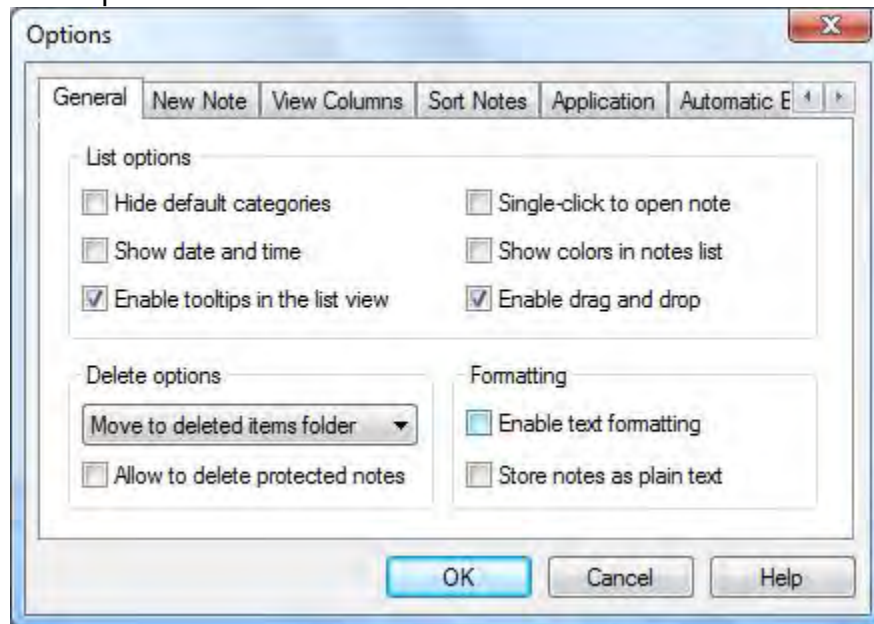 Options
General New Note View Columns Sort Notes Application Automatic E
List options
Hide default categories Single-click to open note
Show date and time Show colors in notes list
Enable tooltips in the list view Enable drag and drop
Delete options Formatting
Move to deleted items folder Enable text formatting
Allow to delete protected notes Store notes as plain text
OK Cancel Help